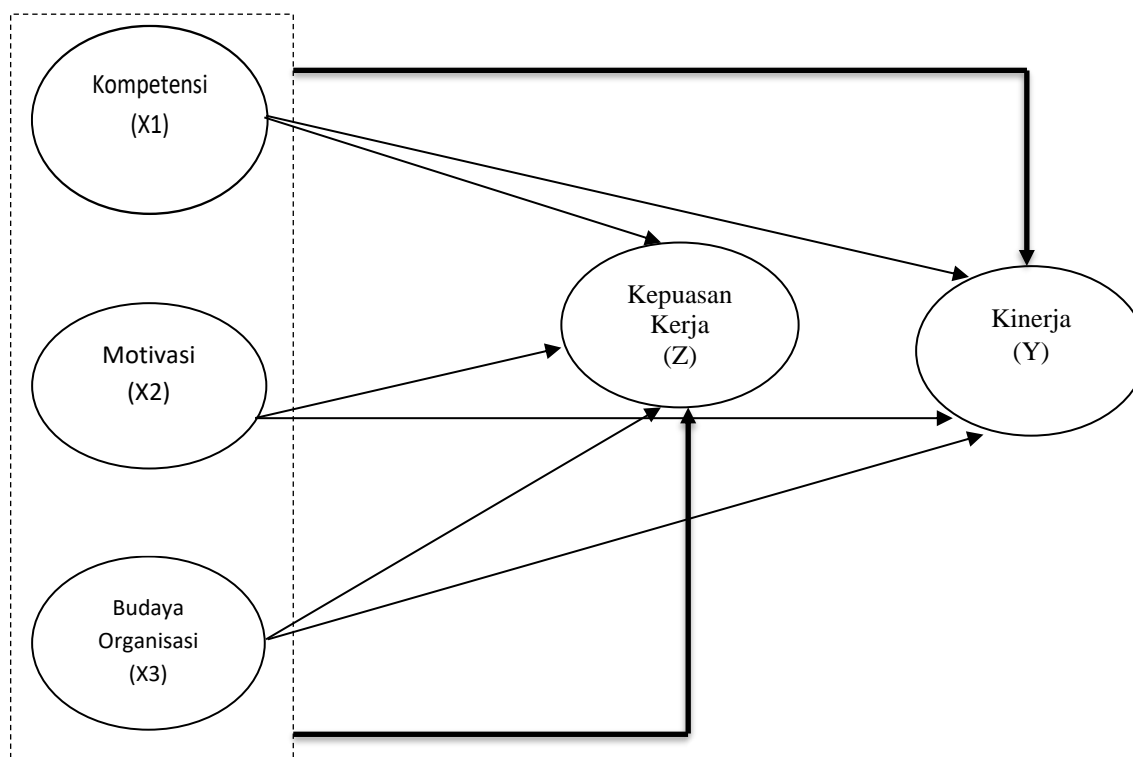 Kompetensi
(X1)
Motivasi
(X2)
Budaya
Organisasi
(X3)
Kepuasan
Kerja
(Z)
Kinerja
(Y)